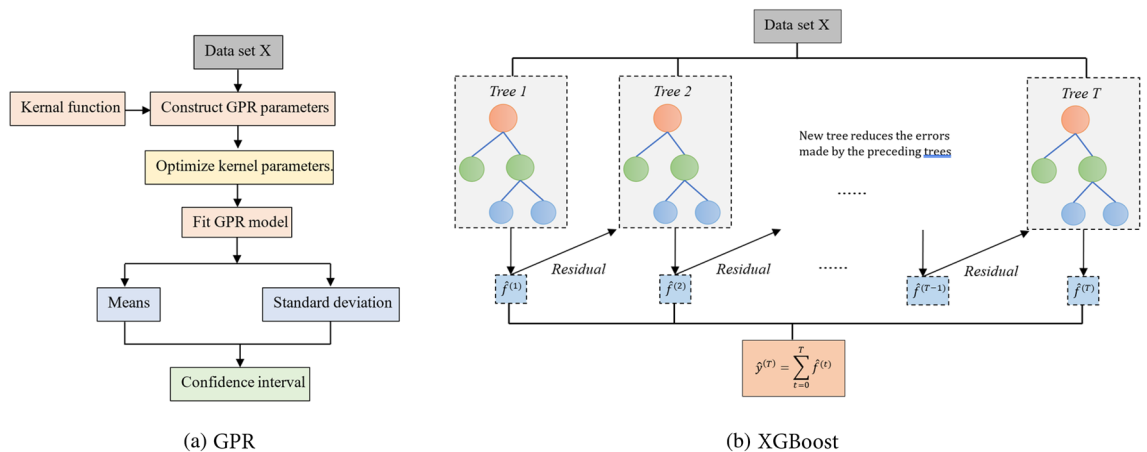 Data set X
Kernal function
Construct GPR parameters
Optimize kernel parameters.
Fit GPR model
Means
Standard deviation
Confidence interval
(a) GPR
Data set X
Tree 1
Tree 2
Tree T
New tree reduces the errors
made by the preceding trees
......
Residual
Residual
......
Residual
f̂⁽¹⁾
f̂⁽²⁾
f̂⁽ᵀ⁻¹⁾
f̂⁽ᵀ⁾
ŷ⁽ᵀ⁾ = ∑_{t=0}^{T} f̂⁽ᵗ⁾
(b) XGBoost